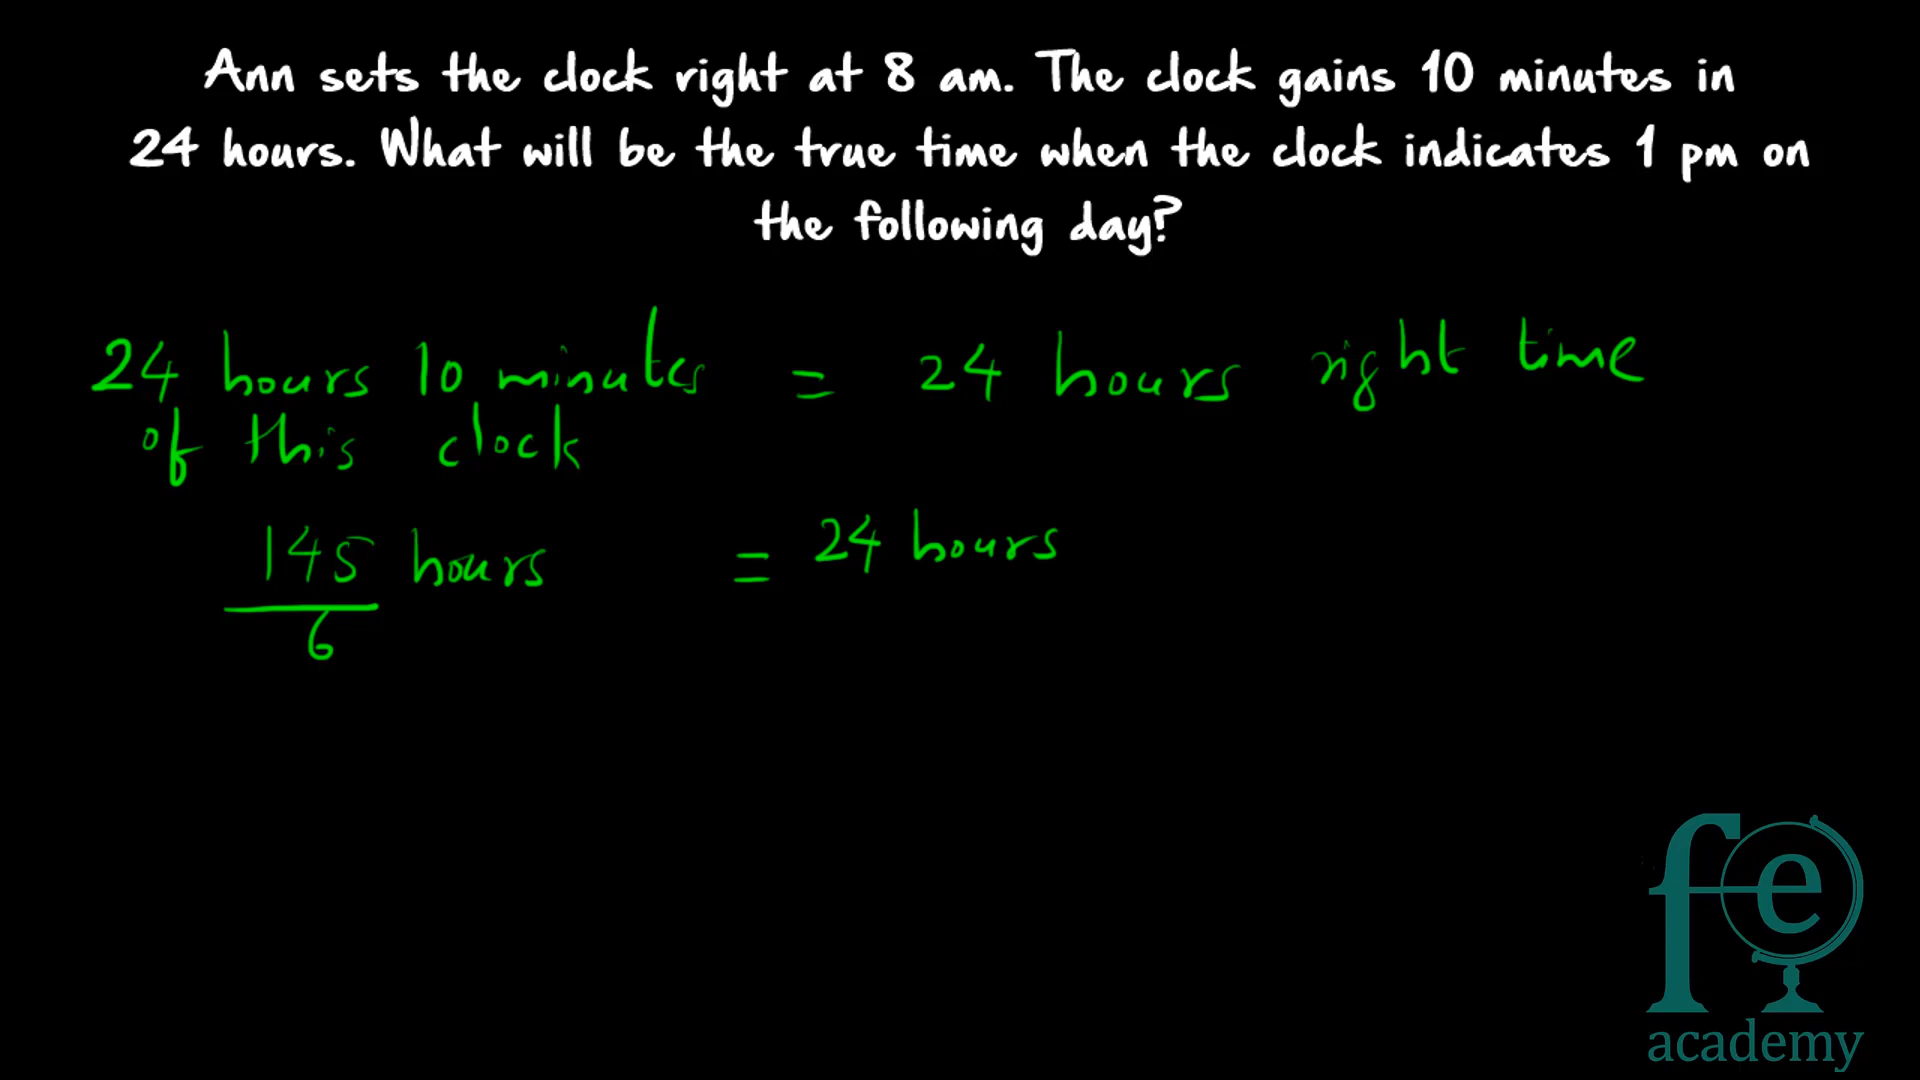 Ann sets the clock right at 8 am. The clock gains 10 minutes in
24 hours. What will be the true time when the clock indicates 1 pm on
the following day?
24 hours 10 minutes = 24 hours right time
of this clock
145 hours = 24 hours
6
fe
academy